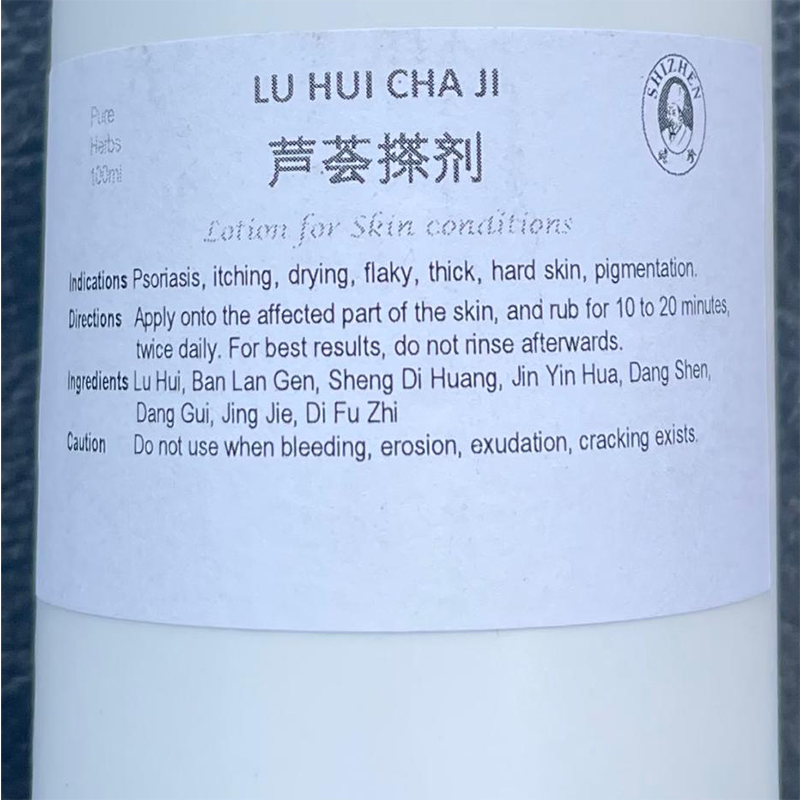 LU HUI CHA JI
SHIZHEN
Pure
Herbs
100ml
芦荟搽剂
Lotion for Skin conditions
Indications Psoriasis, itching, drying, flaky, thick, hard skin, pigmentation.
Directions Apply onto the affected part of the skin, and rub for 10 to 20 minutes,
twice daily. For best results, do not rinse afterwards.
Ingredients Lu Hui, Ban Lan Gen, Sheng Di Huang, Jin Yin Hua, Dang Shen,
Dang Gui, Jing Jie, Di Fu Zhi
Caution Do not use when bleeding, erosion, exudation, cracking exists.